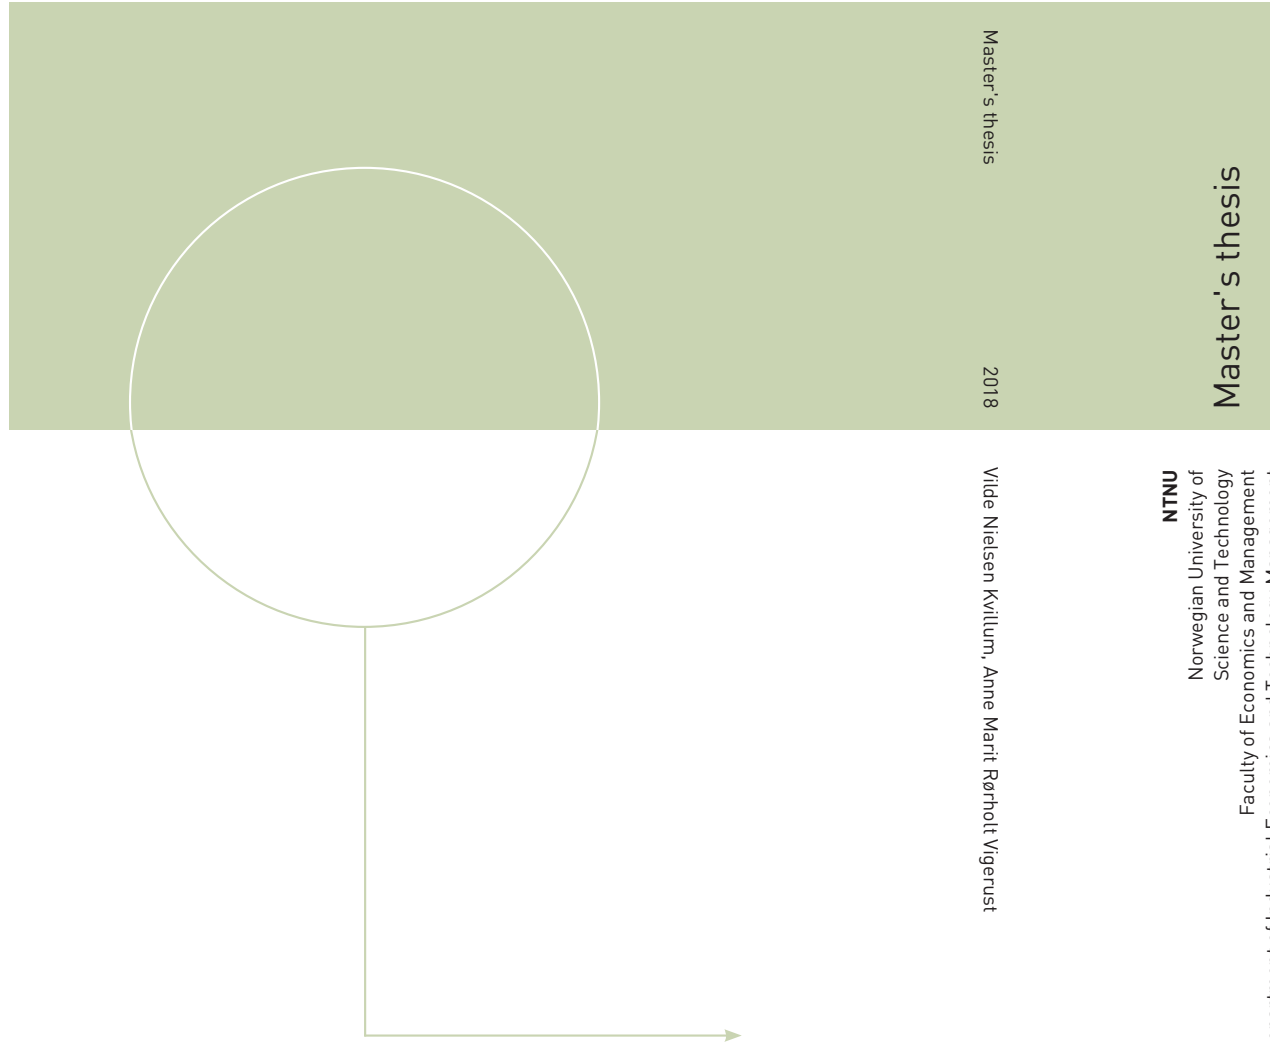 Master's thesis
2018
Vilde Nielsen Kvillum, Anne Marit Rørholt Vigerust
Master's thesis
NTNU
Norwegian University of
Science and Technology
Faculty of Economics and Management